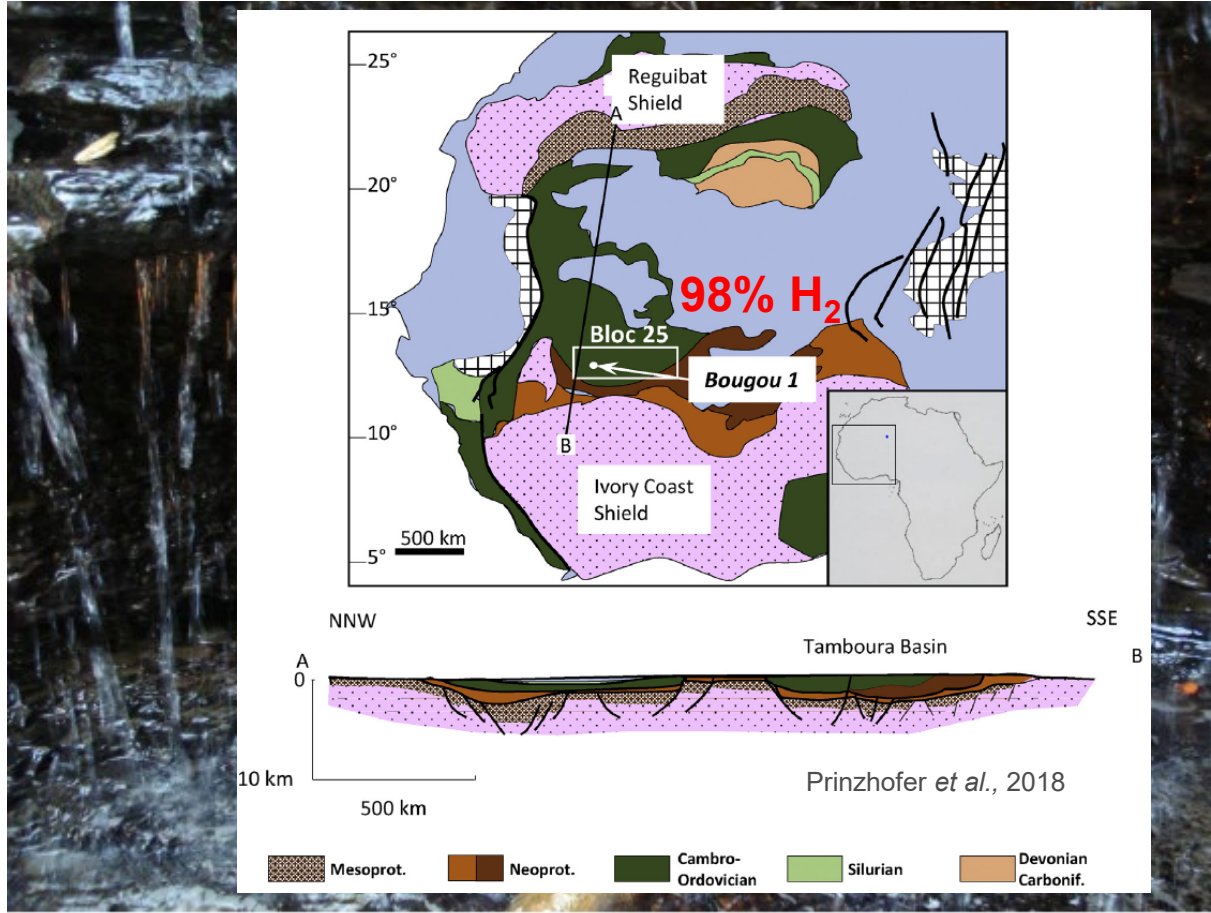 25°
Reguibat
Shield
A
20°
98% H₂
15°
Bloc 25
Bougou 1
10°
B
Ivory Coast
Shield
500 km
5°
NNW
SSE
Tamboura Basin
A
B
0
10 km
500 km
Prinzhofer et al., 2018
Mesoprot.
Neoprot.
Cambro-
Ordovician
Silurian
Devonian
Carbonif.